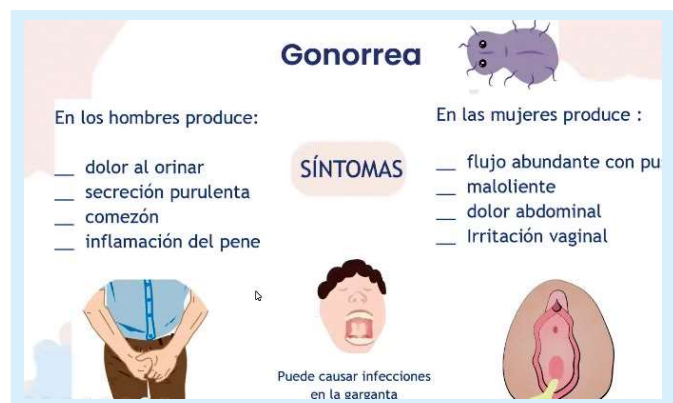 Gonorrea
En los hombres produce:
__ dolor al orinar
__ secreción purulenta
__ comezón
__ inflamación del pene
SÍNTOMAS
En las mujeres produce :
__ flujo abundante con pu
__ maloliente
__ dolor abdominal
__ Irritación vaginal
Puede causar infecciones
en la garganta